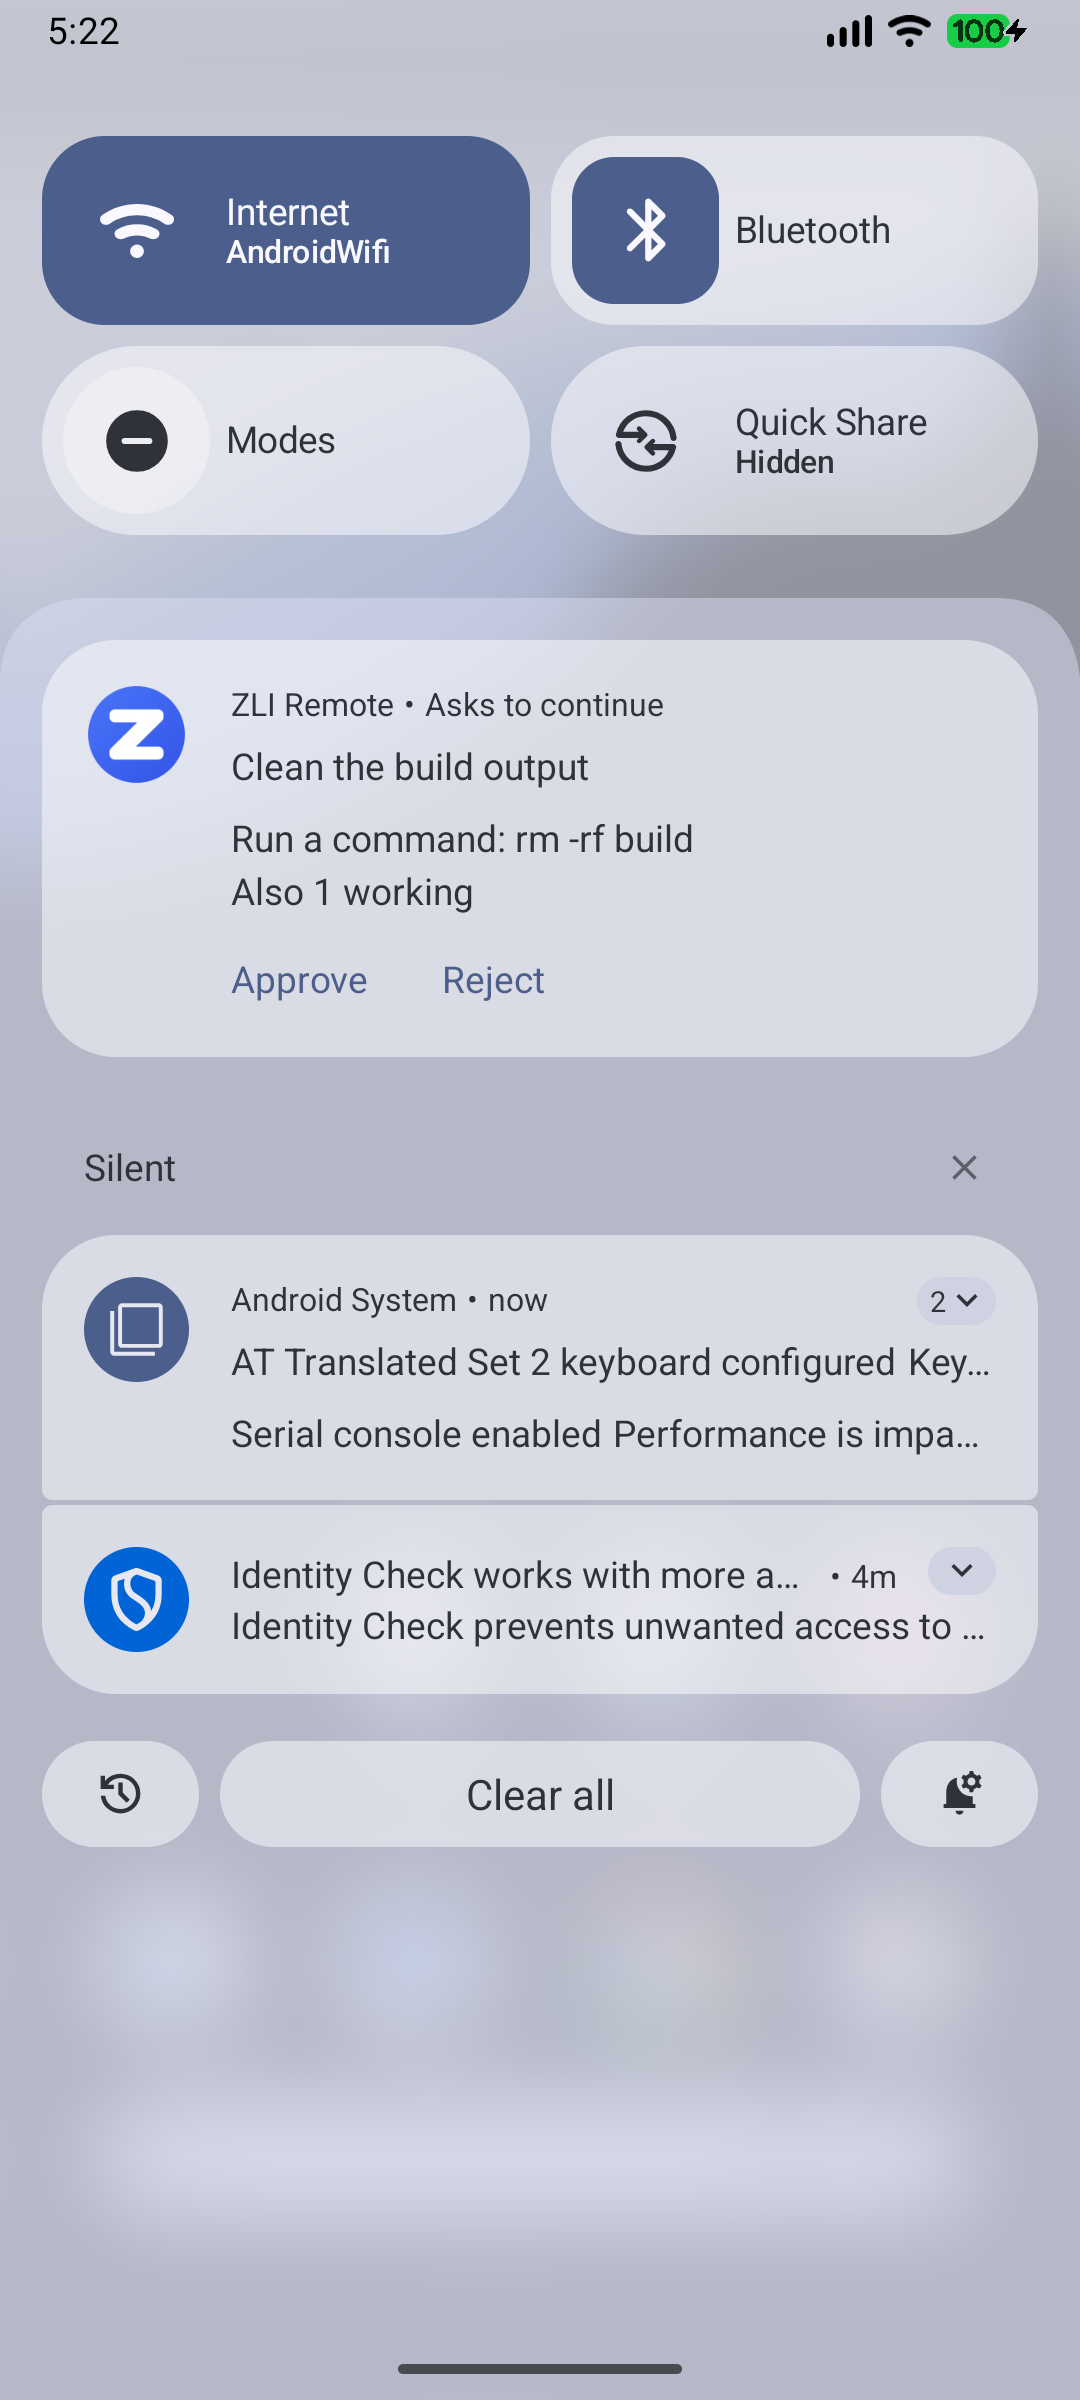 5:22
100
Internet
AndroidWifi
Bluetooth
Modes
Quick Share
Hidden
ZLI Remote • Asks to continue
Clean the build output
Run a command: rm -rf build
Also 1 working
Approve Reject
Silent
Android System • now
2
AT Translated Set 2 keyboard configured Key...
Serial console enabled Performance is impa...
Identity Check works with more a... • 4m
Identity Check prevents unwanted access to ...
Clear all